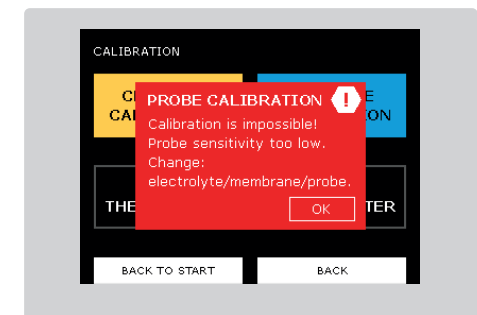 CALIBRATION
PROBE CALIBRATION !
Calibration is impossible!
Probe sensitivity too low.
Change:
electrolyte/membrane/probe.
OK
BACK TO START
BACK